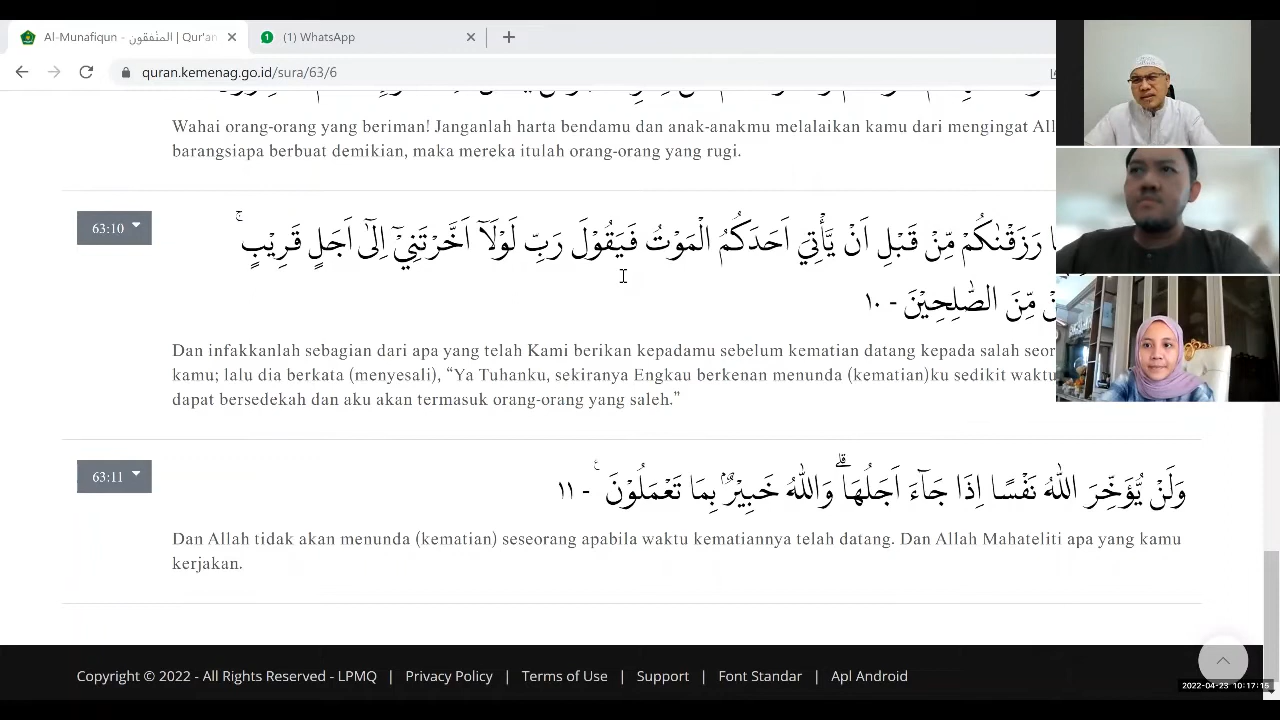 Al-Munafiqun - المنٰفقون | Qur'an
(1) WhatsApp
quran.kemenag.go.id/sura/63/6
Wahai orang-orang yang beriman! Janganlah harta bendamu dan anak-anakmu melalaikan kamu dari mengingat
barangsiapa berbuat demikian, maka mereka itulah orang-orang yang rugi.
63:10
رَزَقْنٰكُمْ مِّنْ قَبْلِ اَنْ يَّأْتِيَ اَحَدَكُمُ الْمَوْتُ فَيَقُوْلَ رَبِّ لَوْلَآ اَخَّرْتَنِيْٓ اِلٰٓى اَجَلٍ قَرِيْبٍۚ
مِّنَ الصّٰلِحِيْنَ - ١٠
Dan infakkanlah sebagian dari apa yang telah Kami berikan kepadamu sebelum kematian datang kepada salah
kamu; lalu dia berkata (menyesali), “Ya Tuhanku, sekiranya Engkau berkenan menunda (kematian)ku sedikit waktu
dapat bersedekah dan aku akan termasuk orang-orang yang saleh.”
63:11
وَلَنْ يُّؤَخِّرَ اللّٰهُ نَفْسًا اِذَا جَاۤءَ اَجَلُهَاۗ وَاللّٰهُ خَبِيْرٌۢ بِمَا تَعْمَلُوْنَ ࣖ - ١١
Dan Allah tidak akan menunda (kematian) seseorang apabila waktu kematiannya telah datang. Dan Allah Mahateliti apa yang kamu
kerjakan.
Copyright © 2022 - All Rights Reserved - LPMQ | Privacy Policy | Terms of Use | Support | Font Standar | Apl Android
2022-04-23 10:17:15